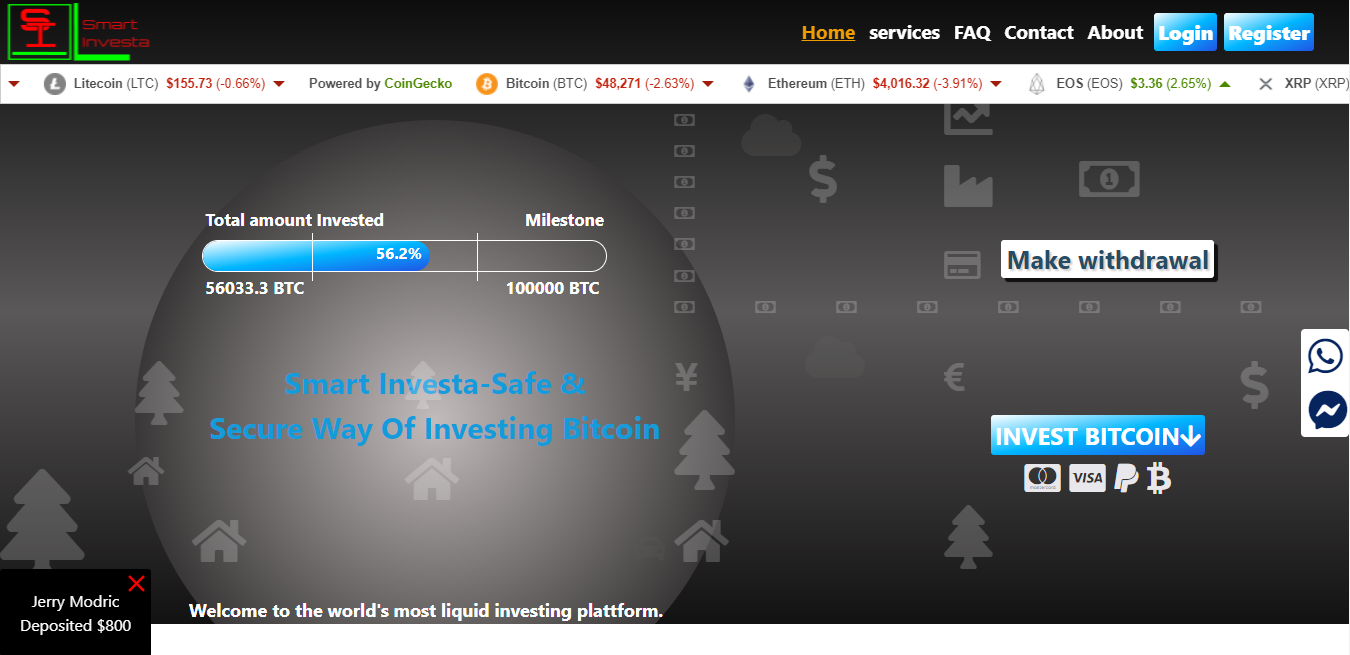 Smart
Investa
Home services FAQ Contact About Login Register
Litecoin (LTC) $155.73 (-0.66%) Powered by CoinGecko Bitcoin (BTC) $48,271 (-2.63%) Ethereum (ETH) $4,016.32 (-3.91%) EOS (EOS) $3.36 (2.65%) XRP (XRP)
Total amount Invested Milestone
56.2%
56033.3 BTC 100000 BTC
Make withdrawal
Smart Investa-Safe &
Secure Way Of Investing Bitcoin
INVEST BITCOIN
VISA
Welcome to the world's most liquid investing plattform.
Jerry Modric
Deposited $800